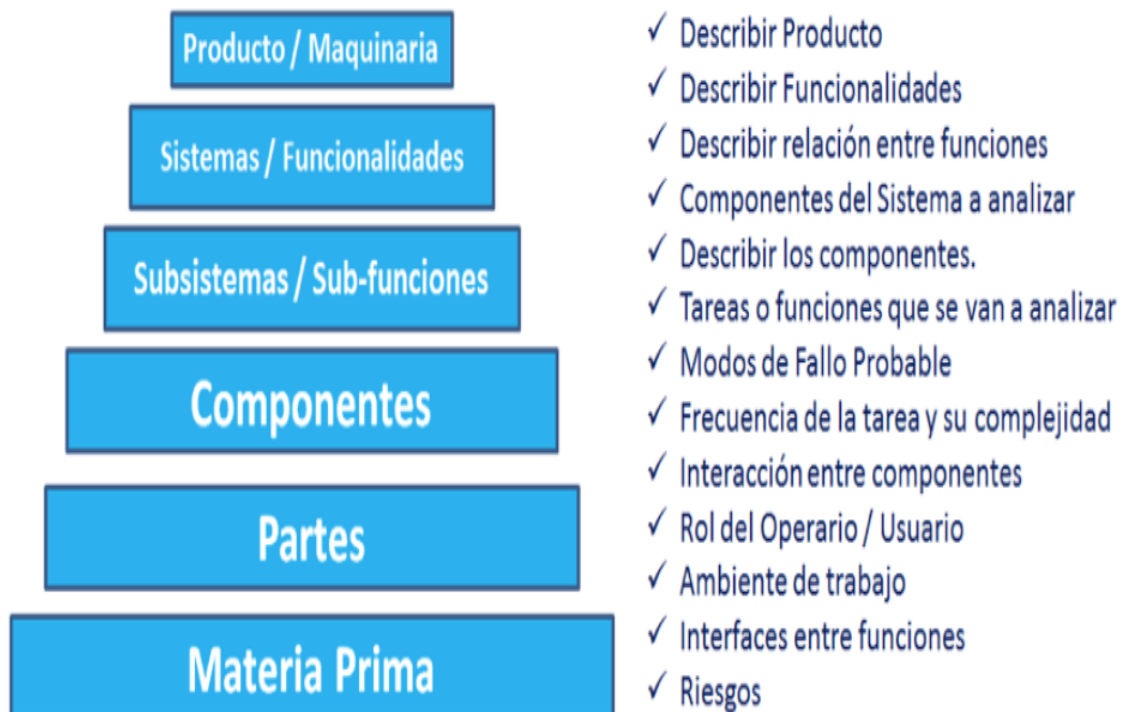 Producto / Maquinaria
Sistemas / Funcionalidades
Subsistemas / Sub-funciones
Componentes
Partes
Materia Prima
✓ Describir Producto
✓ Describir Funcionalidades
✓ Describir relación entre funciones
✓ Componentes del Sistema a analizar
✓ Describir los componentes.
✓ Tareas o funciones que se van a analizar
✓ Modos de Fallo Probable
✓ Frecuencia de la tarea y su complejidad
✓ Interacción entre componentes
✓ Rol del Operario / Usuario
✓ Ambiente de trabajo
✓ Interfaces entre funciones
✓ Riesgos